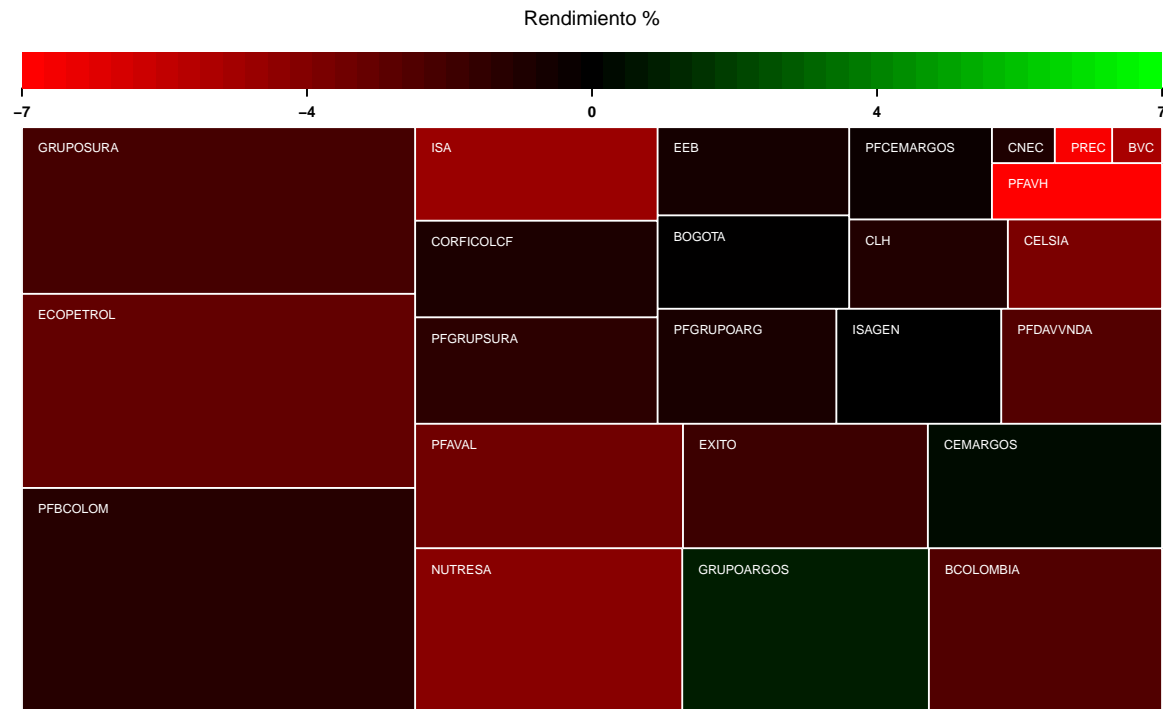 Rendimiento %
−7 −4 0 4 7
GRUPOSURA
ISA
EEB
PFCEMARGOS
CNEC
PREC
BVC
PFAVH
CORFICOLCF
BOGOTA
CLH
CELSIA
ECOPETROL
PFGRUPSURA
PFGRUPOARG
ISAGEN
PFDAVVNDA
PFAVAL
EXITO
CEMARGOS
PFBCOLOM
NUTRESA
GRUPOARGOS
BCOLOMBIA